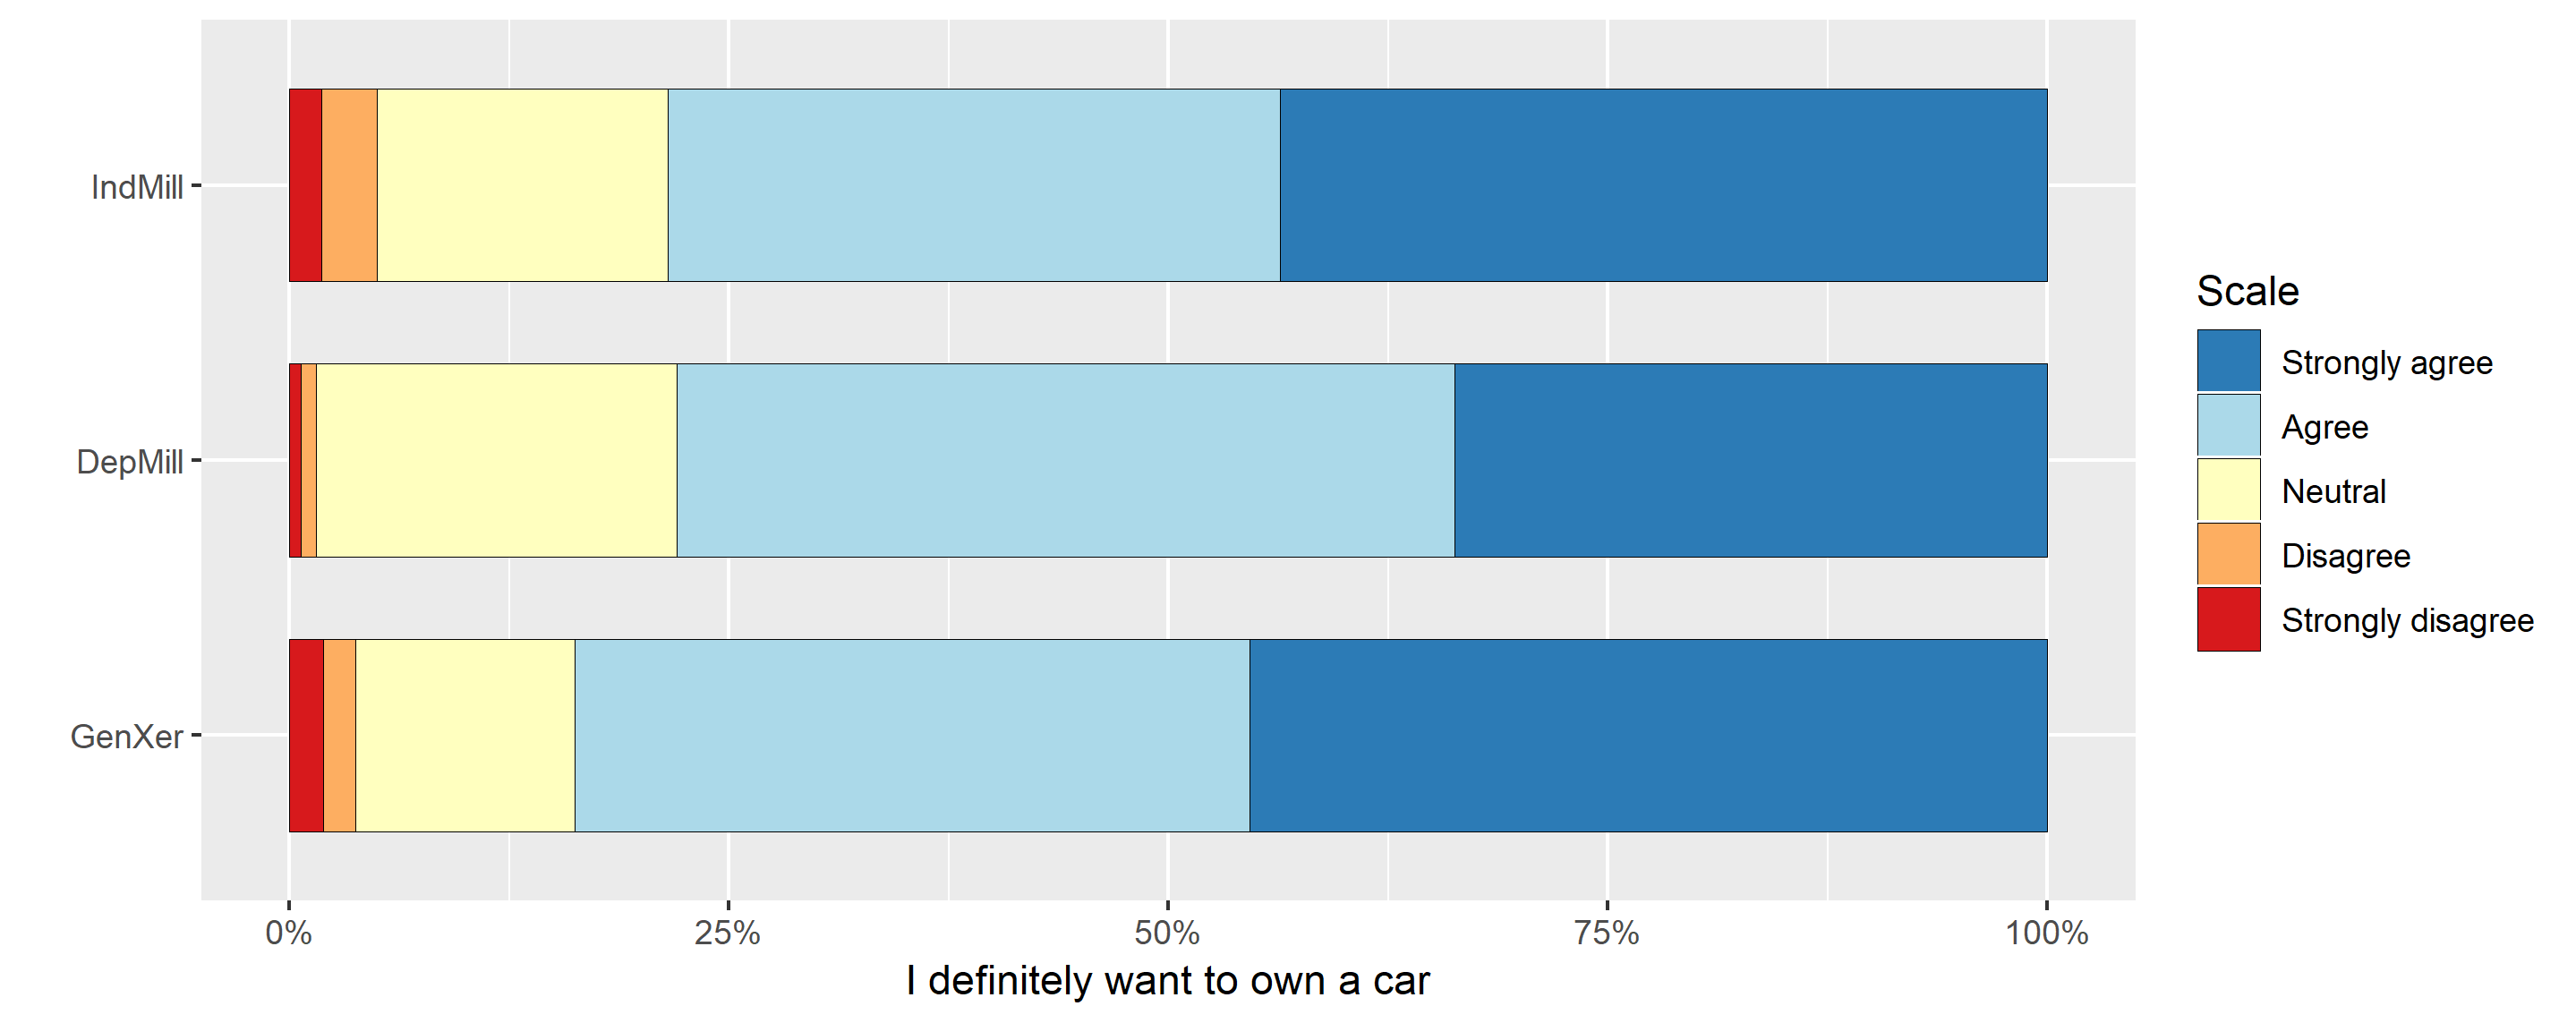 IndMill
DepMill
GenXer
0%
25%
50%
75%
100%
I definitely want to own a car
Scale
Strongly agree
Agree
Neutral
Disagree
Strongly disagree